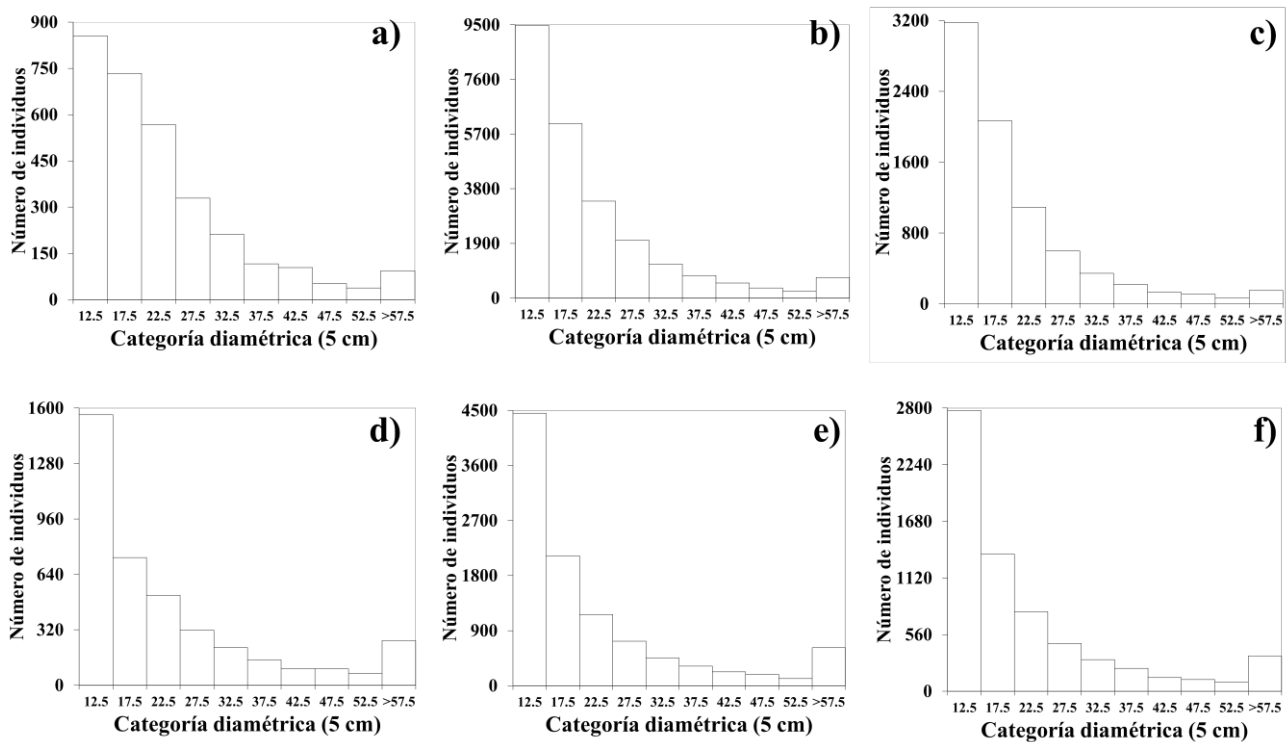 a)
Número de individuos
900
750
600
450
300
150
0
12.5 17.5 22.5 27.5 32.5 37.5 42.5 47.5 52.5 >57.5
Categoría diamétrica (5 cm)
b)
Número de individuos
9500
7600
5700
3800
1900
0
12.5 17.5 22.5 27.5 32.5 37.5 42.5 47.5 52.5 >57.5
Categoría diamétrica (5 cm)
c)
Número de individuos
3200
2400
1600
800
0
12.5 17.5 22.5 27.5 32.5 37.5 42.5 47.5 52.5 >57.5
Categoría diamétrica (5 cm)
d)
Número de individuos
1600
1280
960
640
320
0
12.5 17.5 22.5 27.5 32.5 37.5 42.5 47.5 52.5 >57.5
Categoría diamétrica (5 cm)
e)
Número de individuos
4500
3600
2700
1800
900
0
12.5 17.5 22.5 27.5 32.5 37.5 42.5 47.5 52.5 >57.5
Categoría diamétrica (5 cm)
f)
Número de individuos
2800
2240
1680
1120
560
0
12.5 17.5 22.5 27.5 32.5 37.5 42.5 47.5 52.5 >57.5
Categoría diamétrica (5 cm)